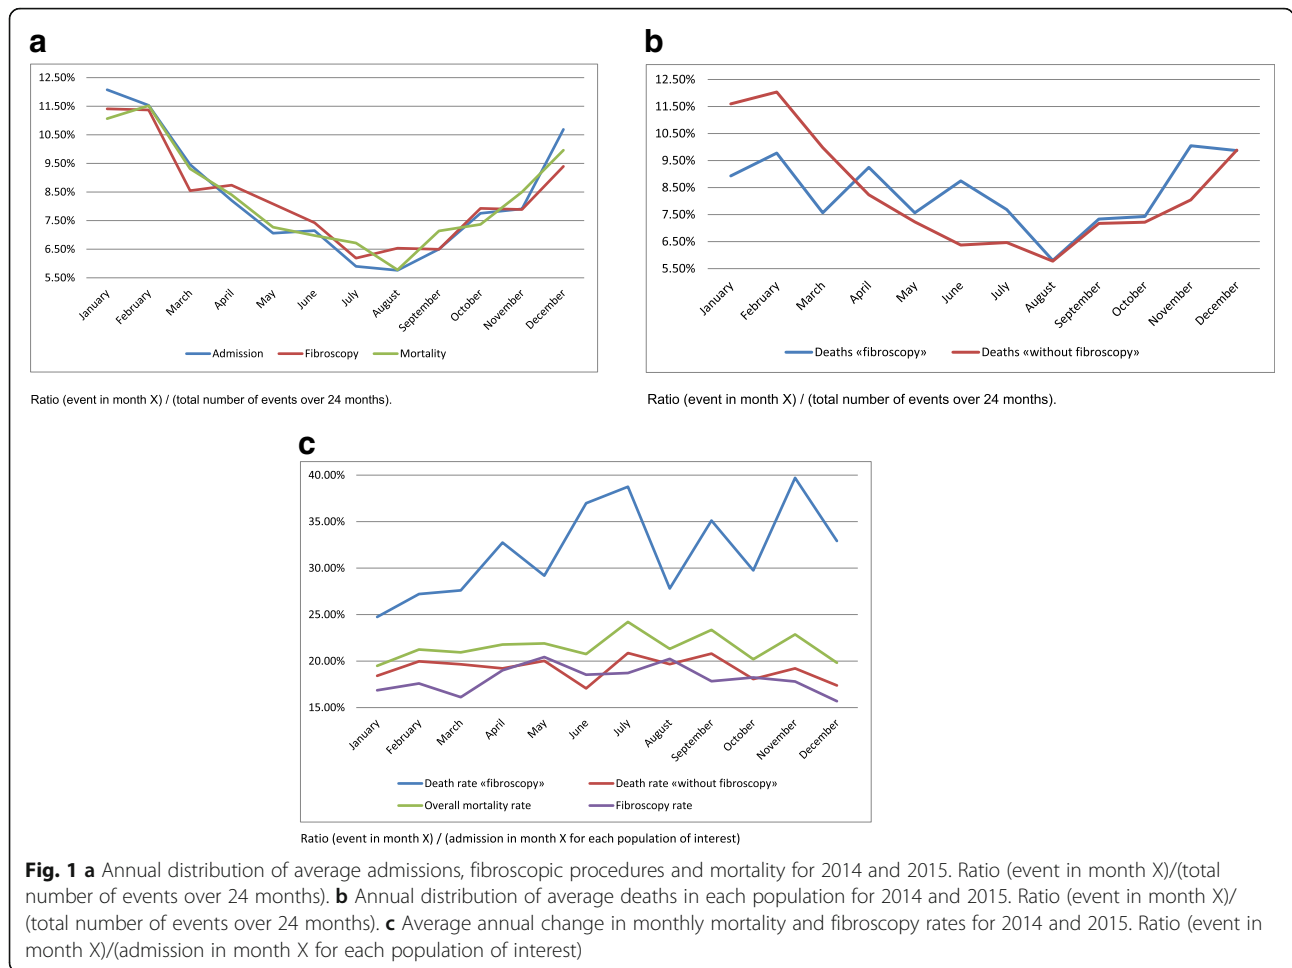 a
12.50%
11.50%
10.50%
9.50%
8.50%
7.50%
6.50%
5.50%
January
February
March
April
May
June
July
August
September
October
November
December
Admission
Fibroscopy
Mortality
Ratio (event in month X) / (total number of events over 24 months).
b
12.50%
11.50%
10.50%
9.50%
8.50%
7.50%
6.50%
5.50%
January
February
March
April
May
June
July
August
September
October
November
December
Deaths «fibroscopy»
Deaths «without fibroscopy»
Ratio (event in month X) / (total number of events over 24 months).
c
40.00%
35.00%
30.00%
25.00%
20.00%
15.00%
January
February
March
April
May
June
July
August
September
October
November
December
Death rate «fibroscopy»
Death rate «without fibroscopy»
Overall mortality rate
Fibroscopy rate
Ratio (event in month X) / (admission in month X for each population of interest)
Fig. 1 a Annual distribution of average admissions, fibroscopic procedures and mortality for 2014 and 2015. Ratio (event in month X)/(total
number of events over 24 months). b Annual distribution of average deaths in each population for 2014 and 2015. Ratio (event in month X)/
(total number of events over 24 months). c Average annual change in monthly mortality and fibroscopy rates for 2014 and 2015. Ratio (event in
month X)/(admission in month X for each population of interest)